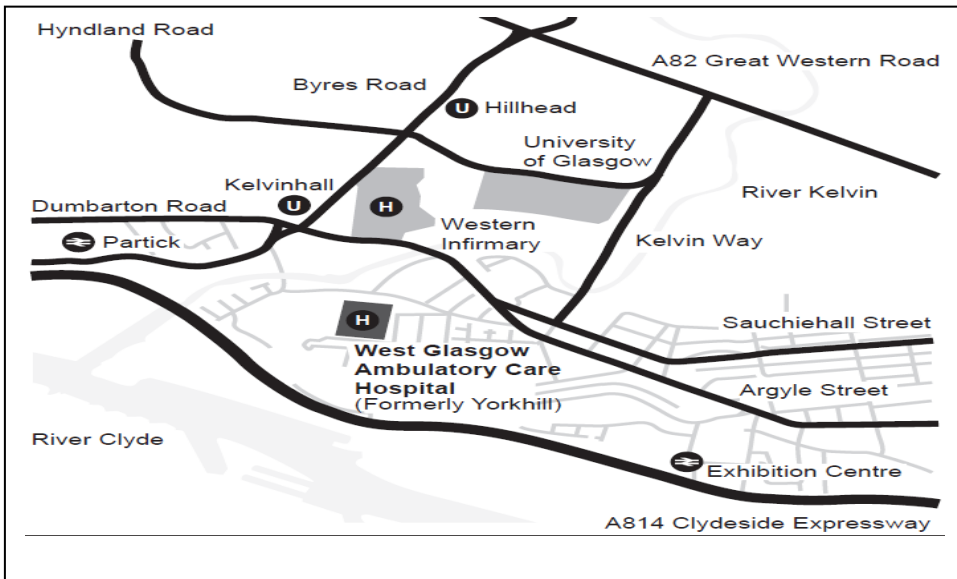 Hyndland Road
A82 Great Western Road
Byres Road
U Hillhead
University
of Glasgow
Kelvinhall
U
H
River Kelvin
Dumbarton Road
Western
Infirmary
Partick
Kelvin Way
H
Sauchiehall Street
West Glasgow
Ambulatory Care
Hospital
(Formerly Yorkhill)
Argyle Street
River Clyde
Exhibition Centre
A814 Clydeside Expressway